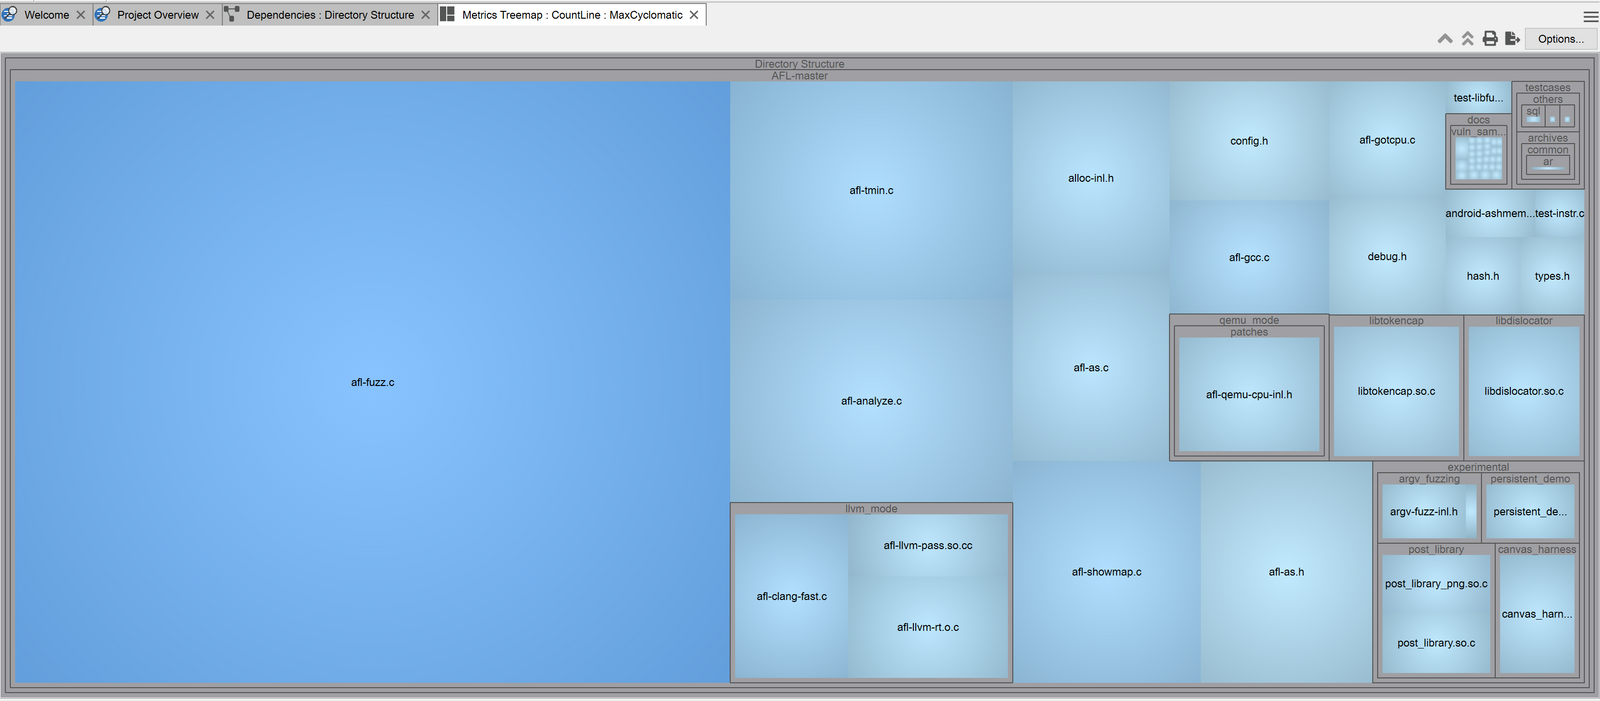 Welcome
Project Overview
Dependencies : Directory Structure
Metrics Treemap : CountLine : MaxCyclomatic
Options...
Directory Structure
AFL-master
afl-fuzz.c
afl-tmin.c
afl-analyze.c
llvm_mode
afl-clang-fast.c
afl-llvm-pass.so.cc
afl-llvm-rt.o.c
alloc-inl.h
afl-as.c
afl-showmap.c
afl-as.h
config.h
afl-gcc.c
afl-gotcpu.c
debug.h
test-libfu...
docs
vuln_sam...
testcases
others
sql
archives
common
ar
android-ashmem...
test-instr.c
hash.h
types.h
qemu_mode
patches
afl-qemu-cpu-inl.h
libtokencap
libtokencap.so.c
libdislocator
libdislocator.so.c
experimental
argv_fuzzing
argv-fuzz-inl.h
persistent_demo
persistent_de...
post_library
post_library_png.so.c
post_library.so.c
canvas_harness
canvas_harn...